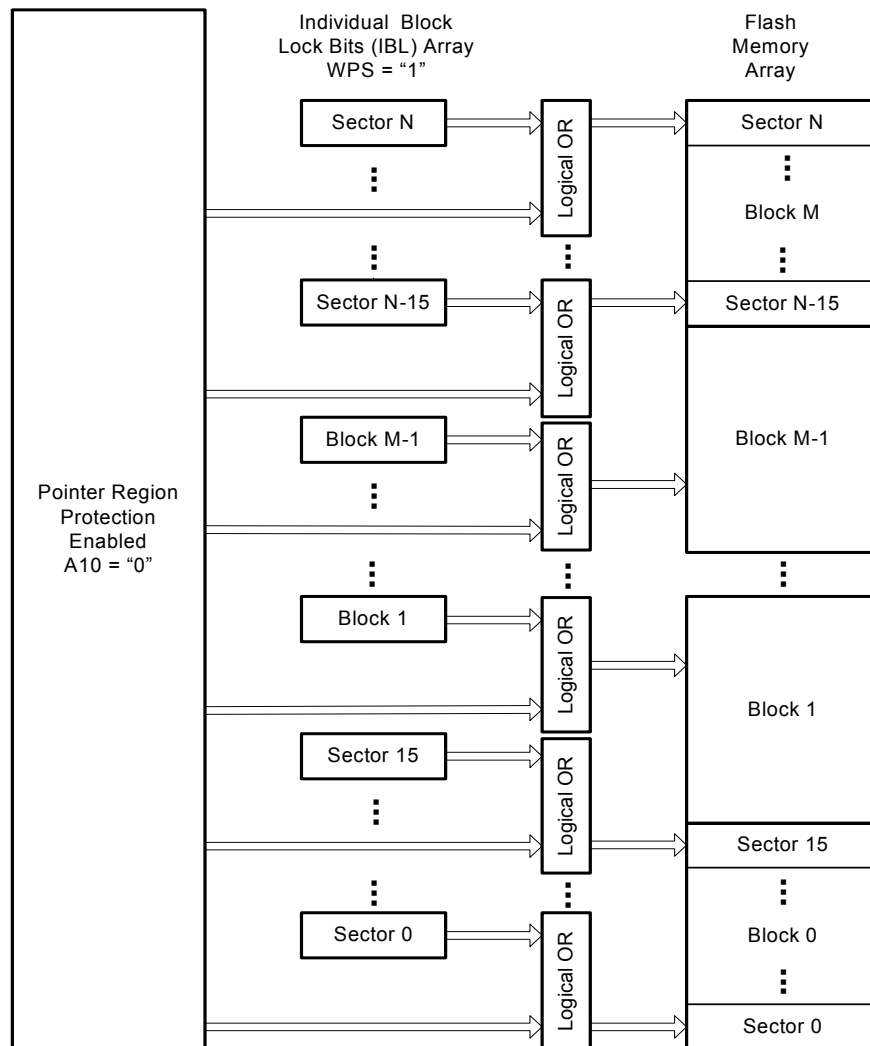 Individual Block
Lock Bits (IBL) Array
WPS = “1”
Flash
Memory
Array
Pointer Region
Protection
Enabled
A10 = “0”
Sector N
Logical OR
Sector N
Block M
Sector N-15
Logical OR
Sector N-15
Block M-1
Logical OR
Block M-1
Block 1
Logical OR
Block 1
Sector 15
Logical OR
Sector 15
Block 0
Sector 0
Logical OR
Sector 0